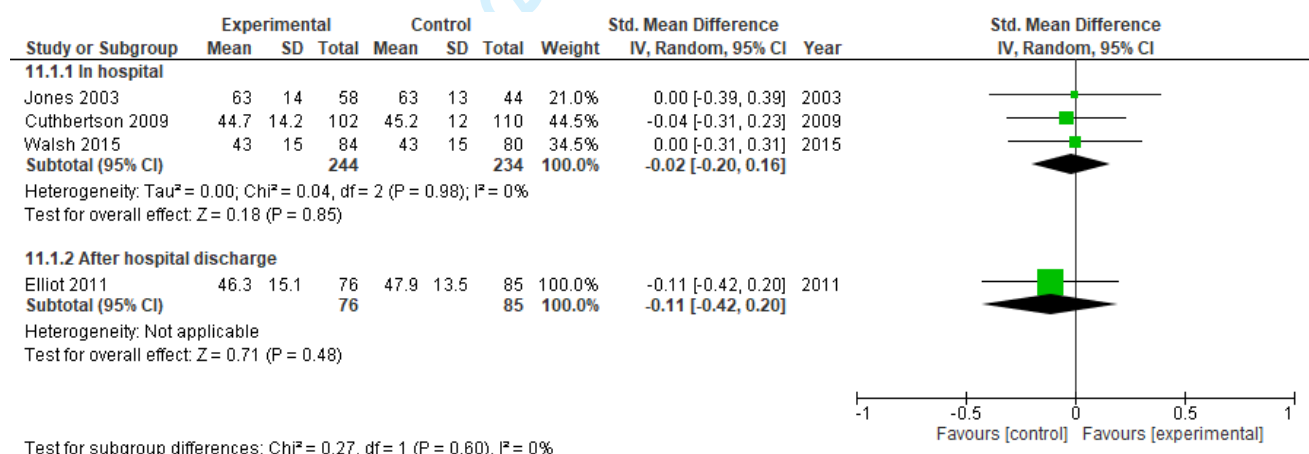 Experimental Control Std. Mean Difference Std. Mean Difference
Study or Subgroup Mean SD Total Mean SD Total Weight IV, Random, 95% CI Year IV, Random, 95% CI
11.1.1 In hospital
Jones 2003 63 14 58 63 13 44 21.0% 0.00 [-0.39, 0.39] 2003
Cuthbertson 2009 44.7 14.2 102 45.2 12 110 44.5% -0.04 [-0.31, 0.23] 2009
Walsh 2015 43 15 84 43 15 80 34.5% 0.00 [-0.31, 0.31] 2015
Subtotal (95% CI) 244 234 100.0% -0.02 [-0.20, 0.16]
Heterogeneity: Tau² = 0.00; Chi² = 0.04, df = 2 (P = 0.98); I² = 0%
Test for overall effect: Z = 0.18 (P = 0.85)
11.1.2 After hospital discharge
Elliot 2011 46.3 15.1 76 47.9 13.5 85 100.0% -0.11 [-0.42, 0.20] 2011
Subtotal (95% CI) 76 85 100.0% -0.11 [-0.42, 0.20]
Heterogeneity: Not applicable
Test for overall effect: Z = 0.71 (P = 0.48)
-1 -0.5 0 0.5 1
Favours [control] Favours [experimental]
Test for subgroup differences: Chi² = 0.27, df = 1 (P = 0.60), I² = 0%